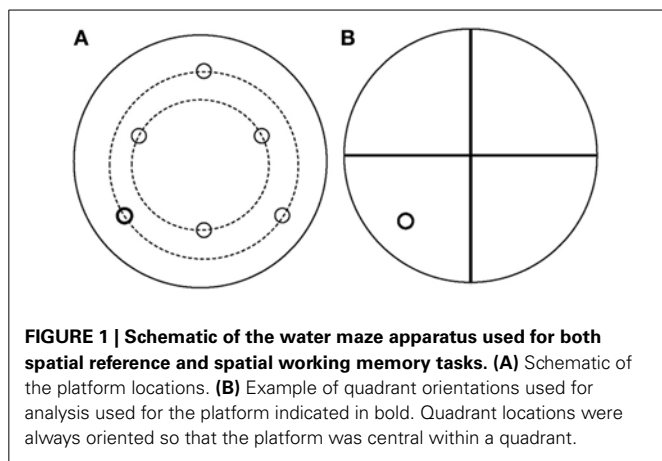 A
B
FIGURE 1 | Schematic of the water maze apparatus used for both
spatial reference and spatial working memory tasks. (A) Schematic of
the platform locations. (B) Example of quadrant orientations used for
analysis used for the platform indicated in bold. Quadrant locations were
always oriented so that the platform was central within a quadrant.